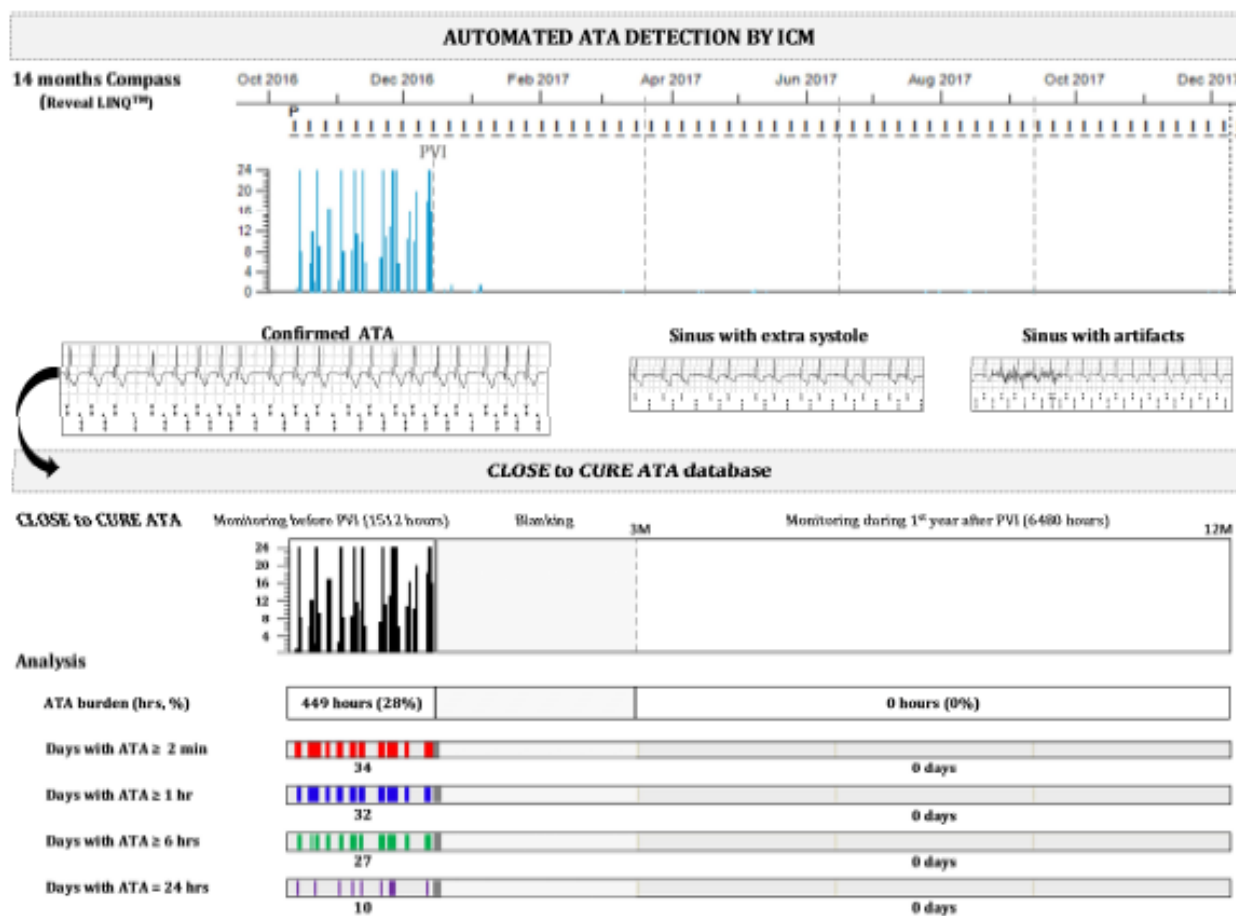 AUTOMATED ATA DETECTION BY ICM
14 months Compass
(Reveal LINQ™)
Oct 2016 Dec 2016 Feb 2017 Apr 2017 Jun 2017 Aug 2017 Oct 2017 Dec 2017
P
PVI
24
20
16
12
8
4
0
Confirmed ATA
Sinus with extra systole
Sinus with artifacts
CLOSE to CURE ATA database
CLOSE to CURE ATA
Monitoring before PVI (1512 hours) Blanking Monitoring during 1st year after PVI (6480 hours)
3M 12M
24
20
16
12
8
4
Analysis
ATA burden (hrs, %) 449 hours (28%) 0 hours (0%)
Days with ATA ≥ 2 min
34 0 days
Days with ATA ≥ 1 hr
32 0 days
Days with ATA ≥ 6 hrs
27 0 days
Days with ATA = 24 hrs
10 0 days